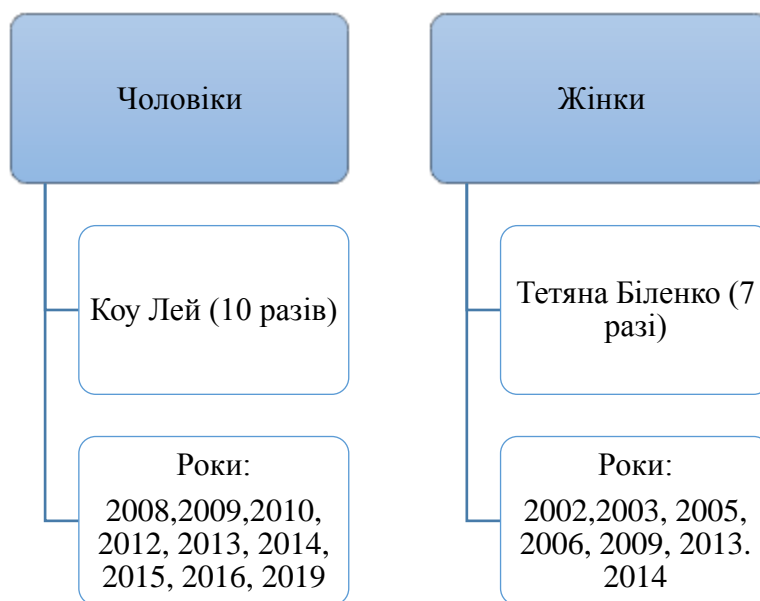 Чоловіки
Коу Лей (10 разів)
Роки:
2008,2009,2010,
2012, 2013, 2014,
2015, 2016, 2019
Жінки
Тетяна Біленко (7
разі)
Роки:
2002,2003, 2005,
2006, 2009, 2013.
2014